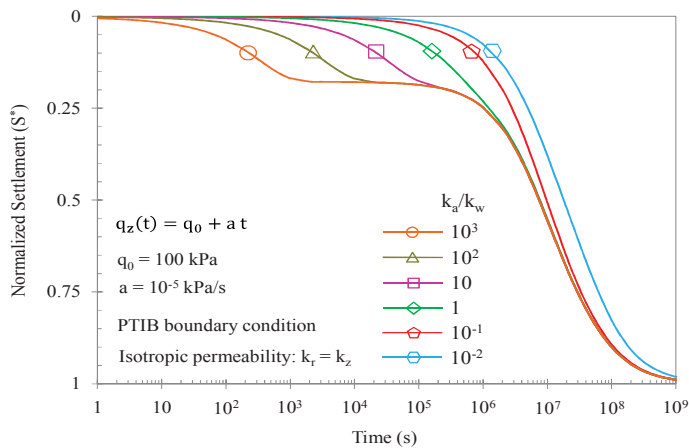 Normalized Settlement (S*)
0
0.25
0.5
0.75
1
q_z(t) = q_0 + a t
q_0 = 100 kPa
a = 10^-5 kPa/s
PTIB boundary condition
Isotropic permeability: k_r = k_z
k_a/k_w
10^3
10^2
10
1
10^-1
10^-2
1 10 10^2 10^3 10^4 10^5 10^6 10^7 10^8 10^9
Time (s)